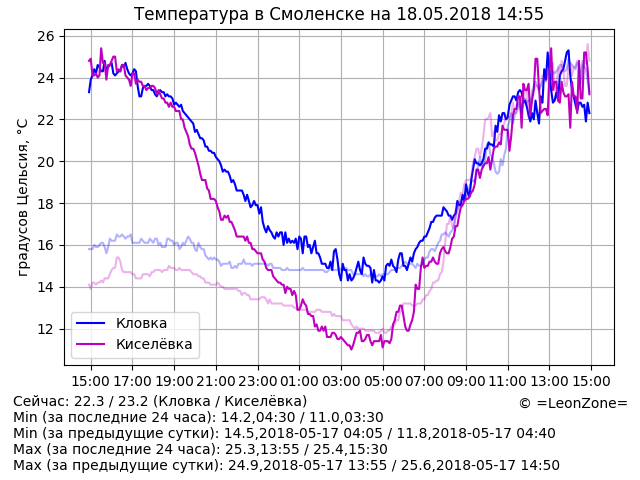 Температура в Смоленске на 18.05.2018 14:55
26
24
22
20
18
16
14
12
градусов Цельсия, °C
Кловка
Киселёвка
15:00 17:00 19:00 21:00 23:00 01:00 03:00 05:00 07:00 09:00 11:00 13:00 15:00
Сейчас: 22.3 / 23.2 (Кловка / Киселёвка)
© =LeonZone=
Min (за последние 24 часа): 14.2,04:30 / 11.0,03:30
Min (за предыдущие сутки): 14.5,2018-05-17 04:05 / 11.8,2018-05-17 04:40
Max (за последние 24 часа): 25.3,13:55 / 25.4,15:30
Max (за предыдущие сутки): 24.9,2018-05-17 13:55 / 25.6,2018-05-17 14:50